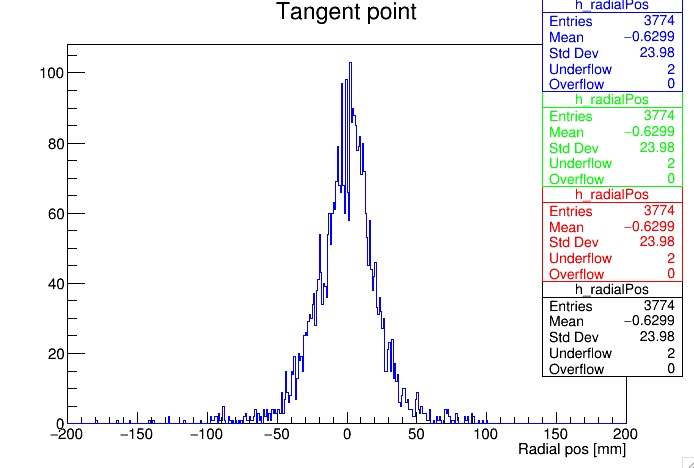 Tangent point
h_radialPos
Entries 3774
Mean −0.6299
Std Dev 23.98
Underflow 2
Overflow 0
h_radialPos
Entries 3774
Mean −0.6299
Std Dev 23.98
Underflow 2
Overflow 0
h_radialPos
Entries 3774
Mean −0.6299
Std Dev 23.98
Underflow 2
Overflow 0
h_radialPos
Entries 3774
Mean −0.6299
Std Dev 23.98
Underflow 2
Overflow 0
100
80
60
40
20
0
−200 −150 −100 −50 0 50 100 150 200
Radial pos [mm]